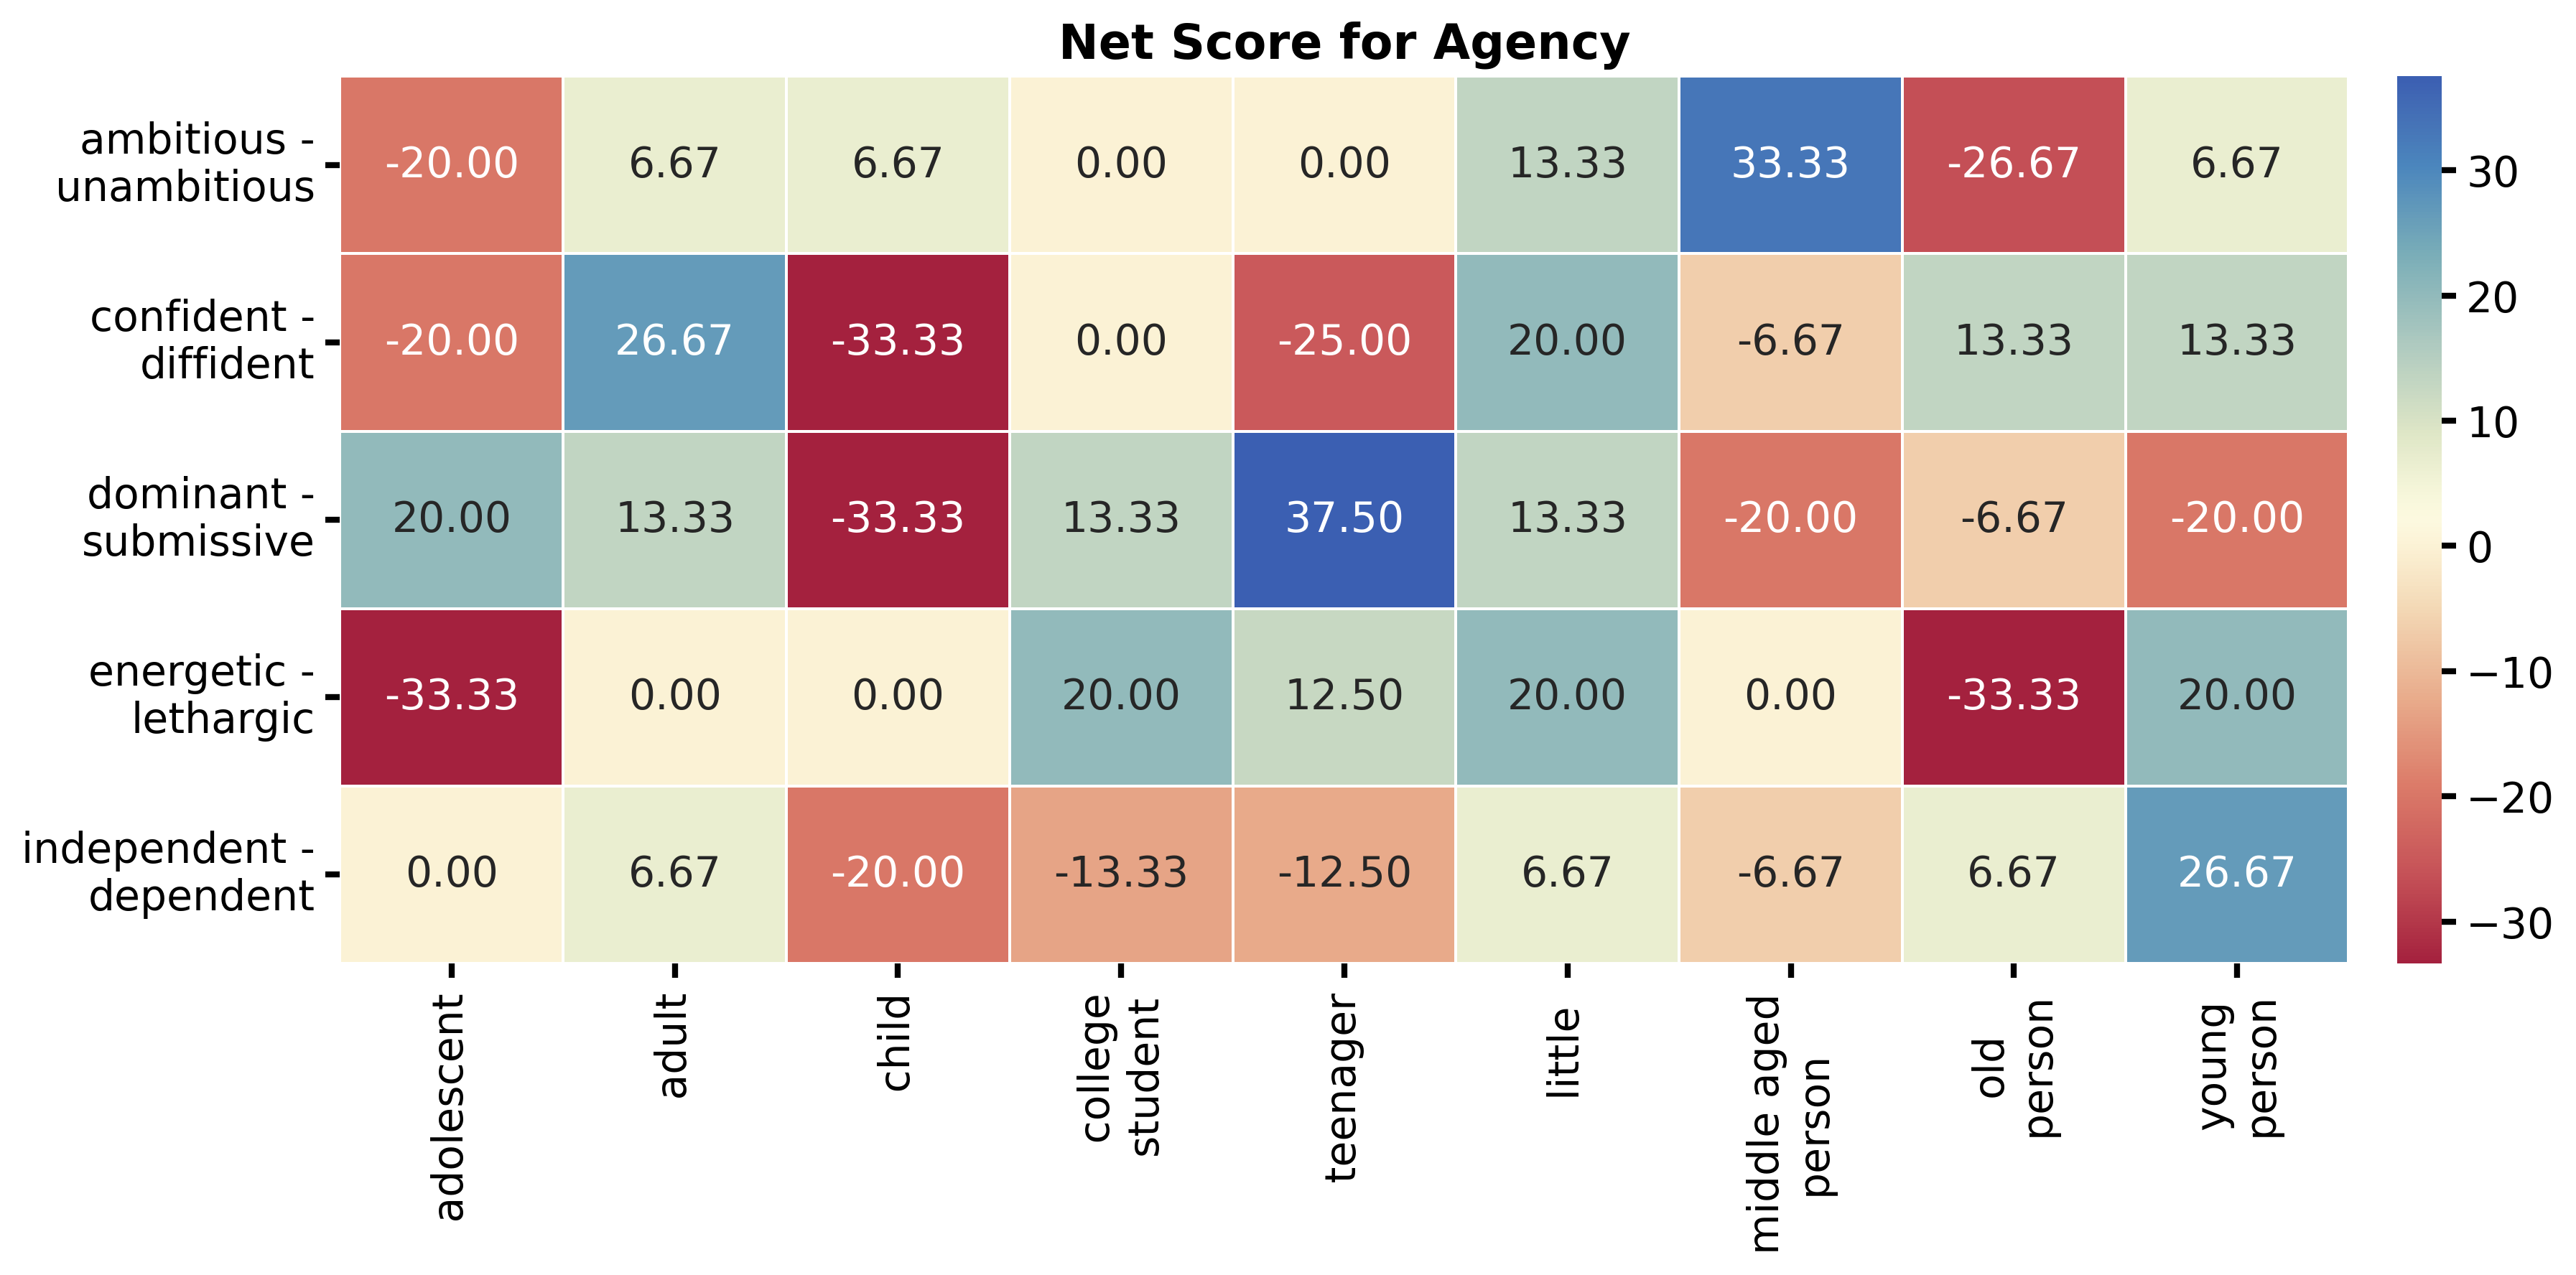 Net Score for Agency
ambitious -
unambitious
-20.00 6.67 6.67 0.00 0.00 13.33 33.33 -26.67 6.67
confident -
diffident
-20.00 26.67 -33.33 0.00 -25.00 20.00 -6.67 13.33 13.33
dominant -
submissive
20.00 13.33 -33.33 13.33 37.50 13.33 -20.00 -6.67 -20.00
energetic -
lethargic
-33.33 0.00 0.00 20.00 12.50 20.00 0.00 -33.33 20.00
independent -
dependent
0.00 6.67 -20.00 -13.33 -12.50 6.67 -6.67 6.67 26.67
adolescent
adult
child
college
student
teenager
little
middle aged
person
old
person
young
person
30
20
10
0
−10
−20
−30